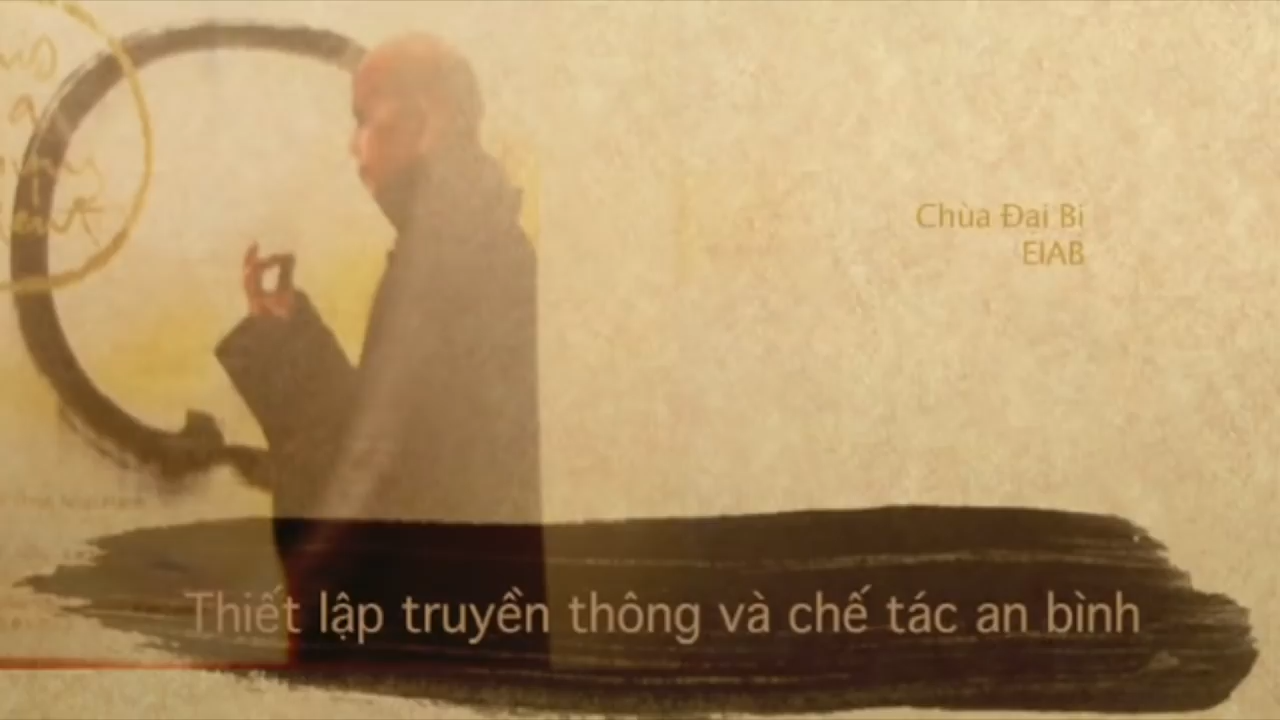 Chùa Đại Bi
EIAB
Thiết lập truyền thông và chế tác an bình